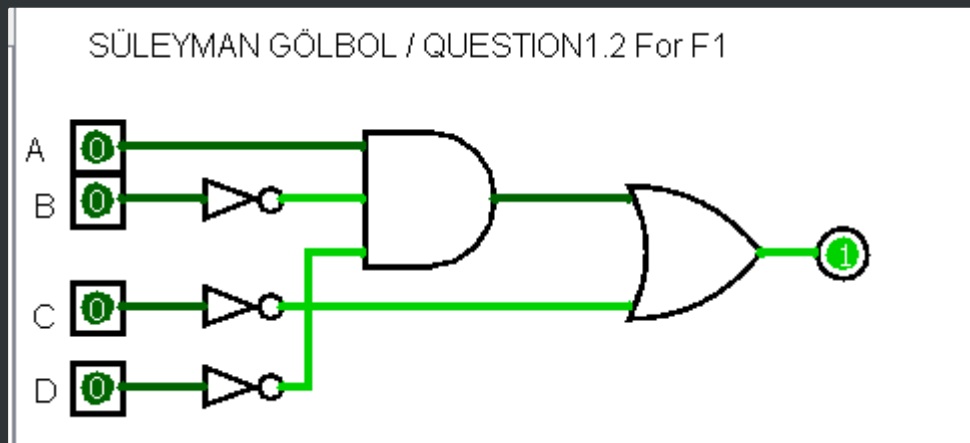 SÜLEYMAN GÖLBOL / QUESTION1.2 For F1
A 0
B 0
1
C 0
D 0